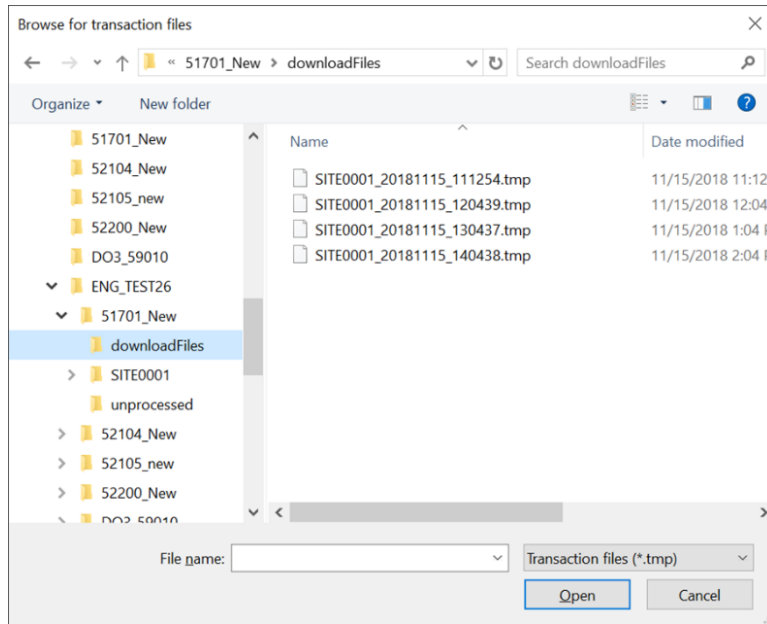 Browse for transaction files
« 51701_New > downloadFiles
Search downloadFiles
Organize
New folder
51701_New
52104_New
52105_new
52200_New
DO3_59010
ENG_TEST26
51701_New
downloadFiles
SITE0001
unprocessed
52104_New
52105_new
52200_New
DO3_59010
Name
Date modified
SITE0001_20181115_111254.tmp 11/15/2018 11:12
SITE0001_20181115_120439.tmp 11/15/2018 12:04
SITE0001_20181115_130437.tmp 11/15/2018 1:04
SITE0001_20181115_140438.tmp 11/15/2018 2:04
File name:
Transaction files (*.tmp)
Open
Cancel